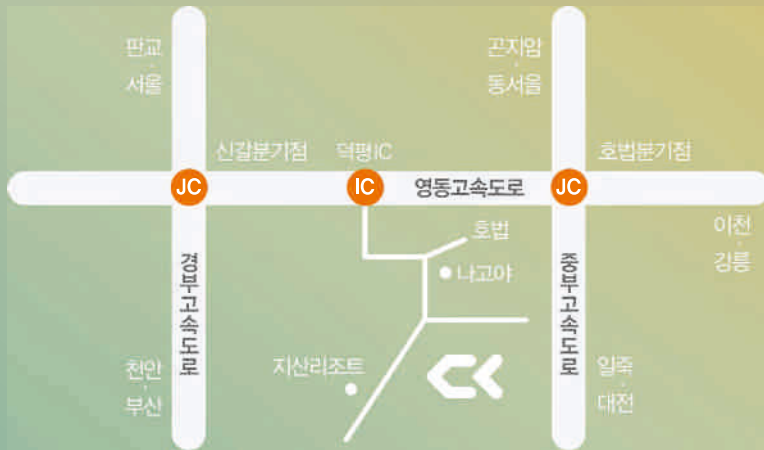 판교
서울
곤지암
동서울
신갈분기점
덕평IC
호법분기점
JC
IC
영동고속도로
JC
이천
강릉
호법
나고야
경부고속도로
중부고속도로
지산리조트
천안
부산
일죽
대전
CK